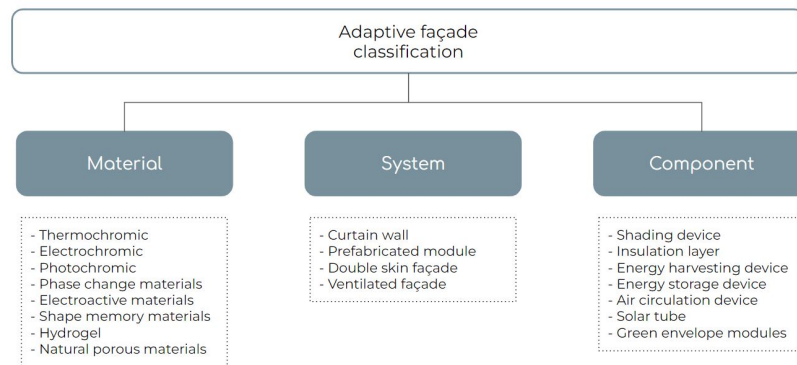 Adaptive façade
classification
Material
System
Component
- Thermochromic
- Electrochromic
- Photochromic
- Phase change materials
- Electroactive materials
- Shape memory materials
- Hydrogel
- Natural porous materials
- Curtain wall
- Prefabricated module
- Double skin façade
- Ventilated façade
- Shading device
- Insulation layer
- Energy harvesting device
- Energy storage device
- Air circulation device
- Solar tube
- Green envelope modules